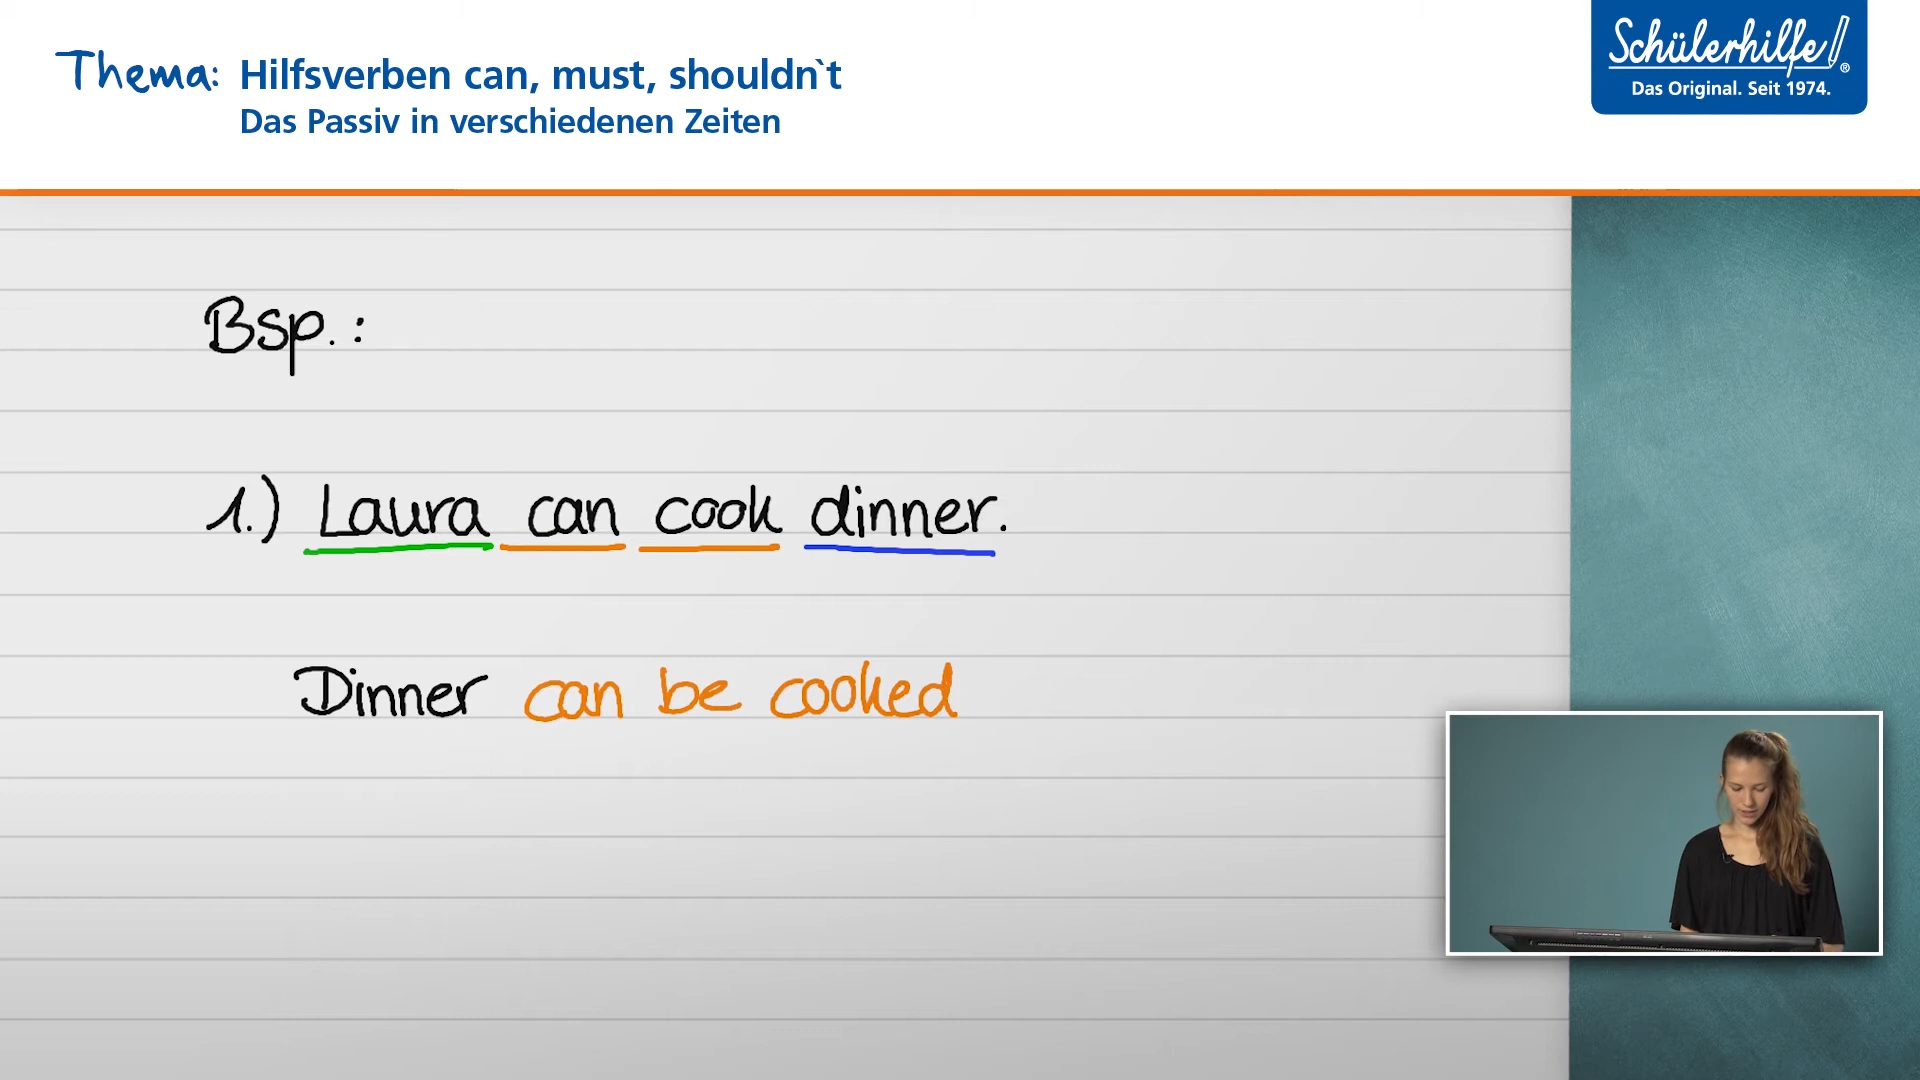 Thema: Hilfsverben can, must, shouldn`t
Das Passiv in verschiedenen Zeiten
Schülerhilfe!®
Das Original. Seit 1974.
Bsp.:
1.) Laura can cook dinner.
Dinner can be cooked